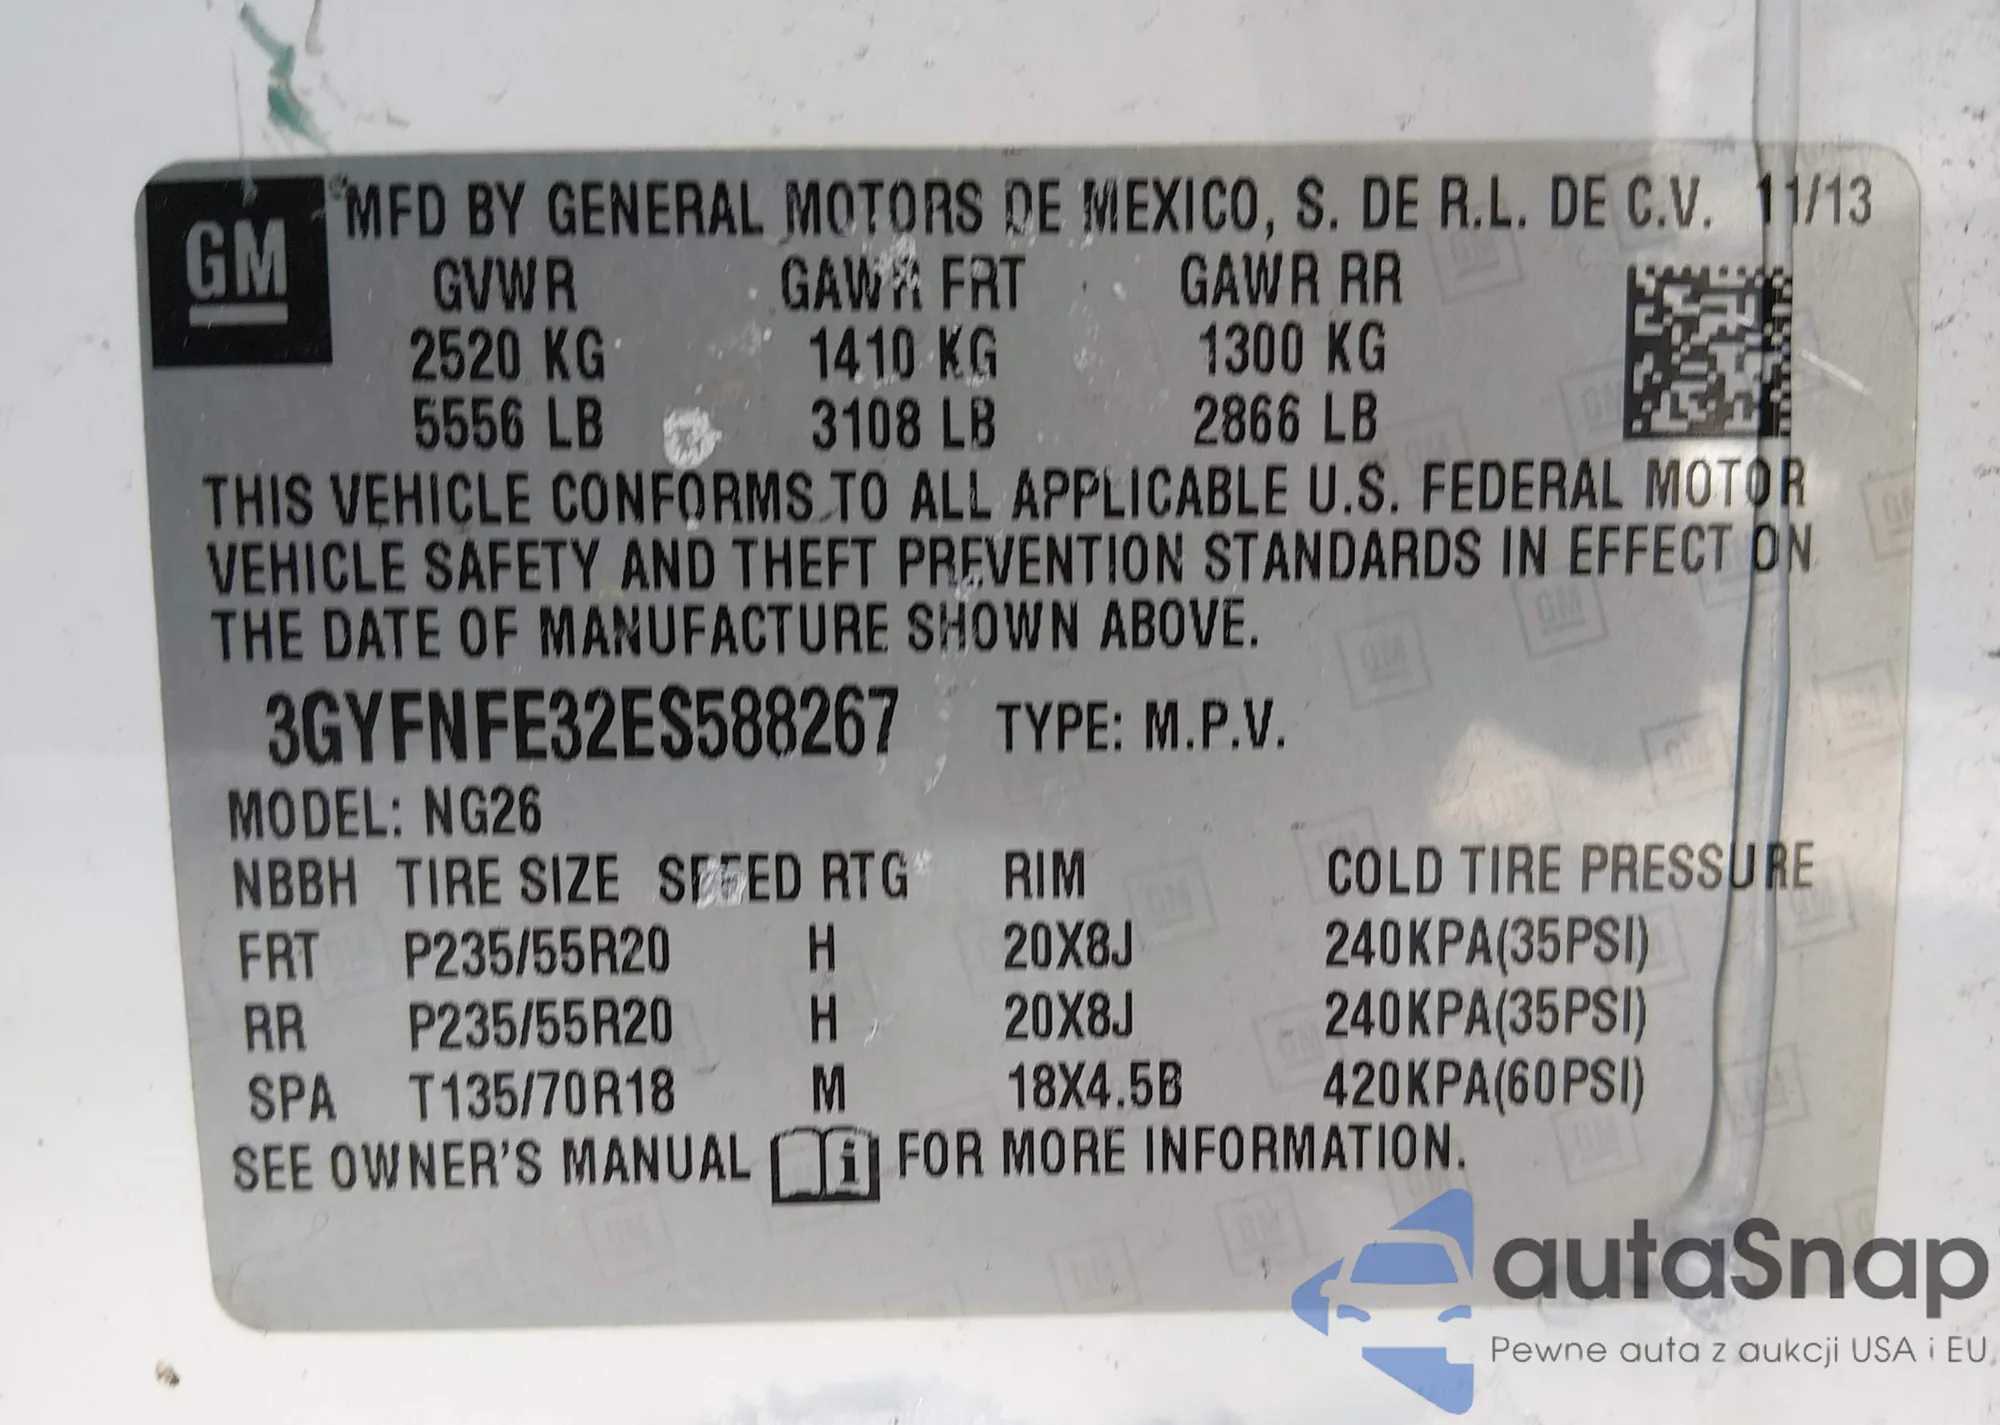 GM
MFD BY GENERAL MOTORS DE MEXICO, S. DE R.L. DE C.V. 11/13
GVWR GAWR FRT GAWR RR
2520 KG 1410 KG 1300 KG
5556 LB 3108 LB 2866 LB
THIS VEHICLE CONFORMS TO ALL APPLICABLE U.S. FEDERAL MOTOR
VEHICLE SAFETY AND THEFT PREVENTION STANDARDS IN EFFECT ON
THE DATE OF MANUFACTURE SHOWN ABOVE.
3GYFNFE32ES588267 TYPE: M.P.V.
MODEL: NG26
NBBH TIRE SIZE SPEED RTG RIM COLD TIRE PRESSURE
FRT P235/55R20 H 20X8J 240KPA(35PSI)
RR P235/55R20 H 20X8J 240KPA(35PSI)
SPA T135/70R18 M 18X4.5B 420KPA(60PSI)
SEE OWNER'S MANUAL i FOR MORE INFORMATION.
autaSnap
Pewne auta z aukcji USA i EU